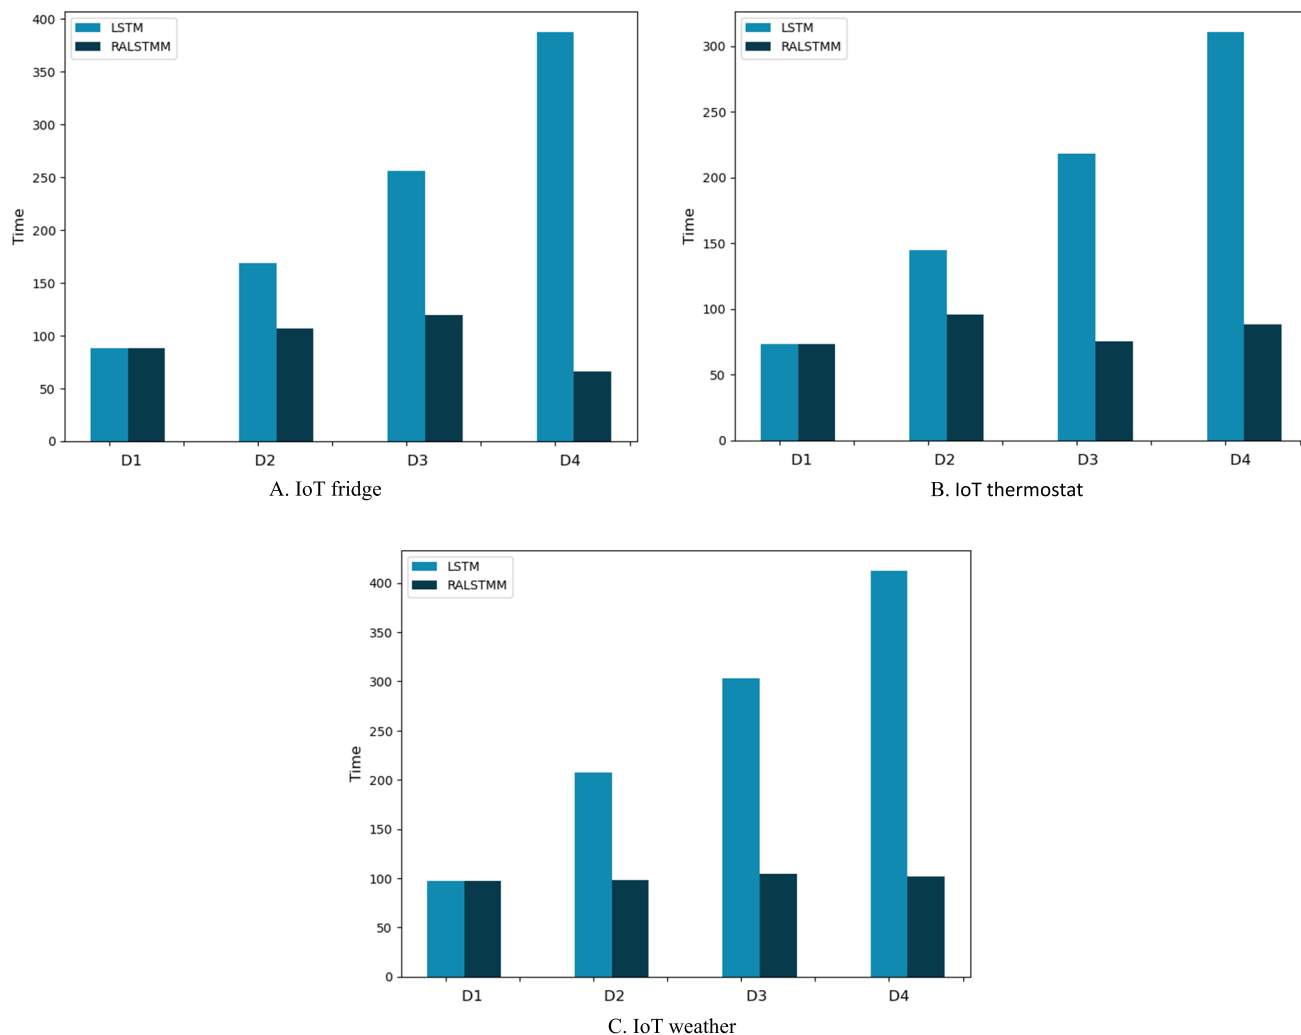 LSTM
RALSTMM
Time
400
350
300
250
200
150
100
50
0
D1 D2 D3 D4
A. IoT fridge
LSTM
RALSTMM
Time
300
250
200
150
100
50
0
D1 D2 D3 D4
B. IoT thermostat
LSTM
RALSTMM
Time
400
350
300
250
200
150
100
50
0
D1 D2 D3 D4
C. IoT weather